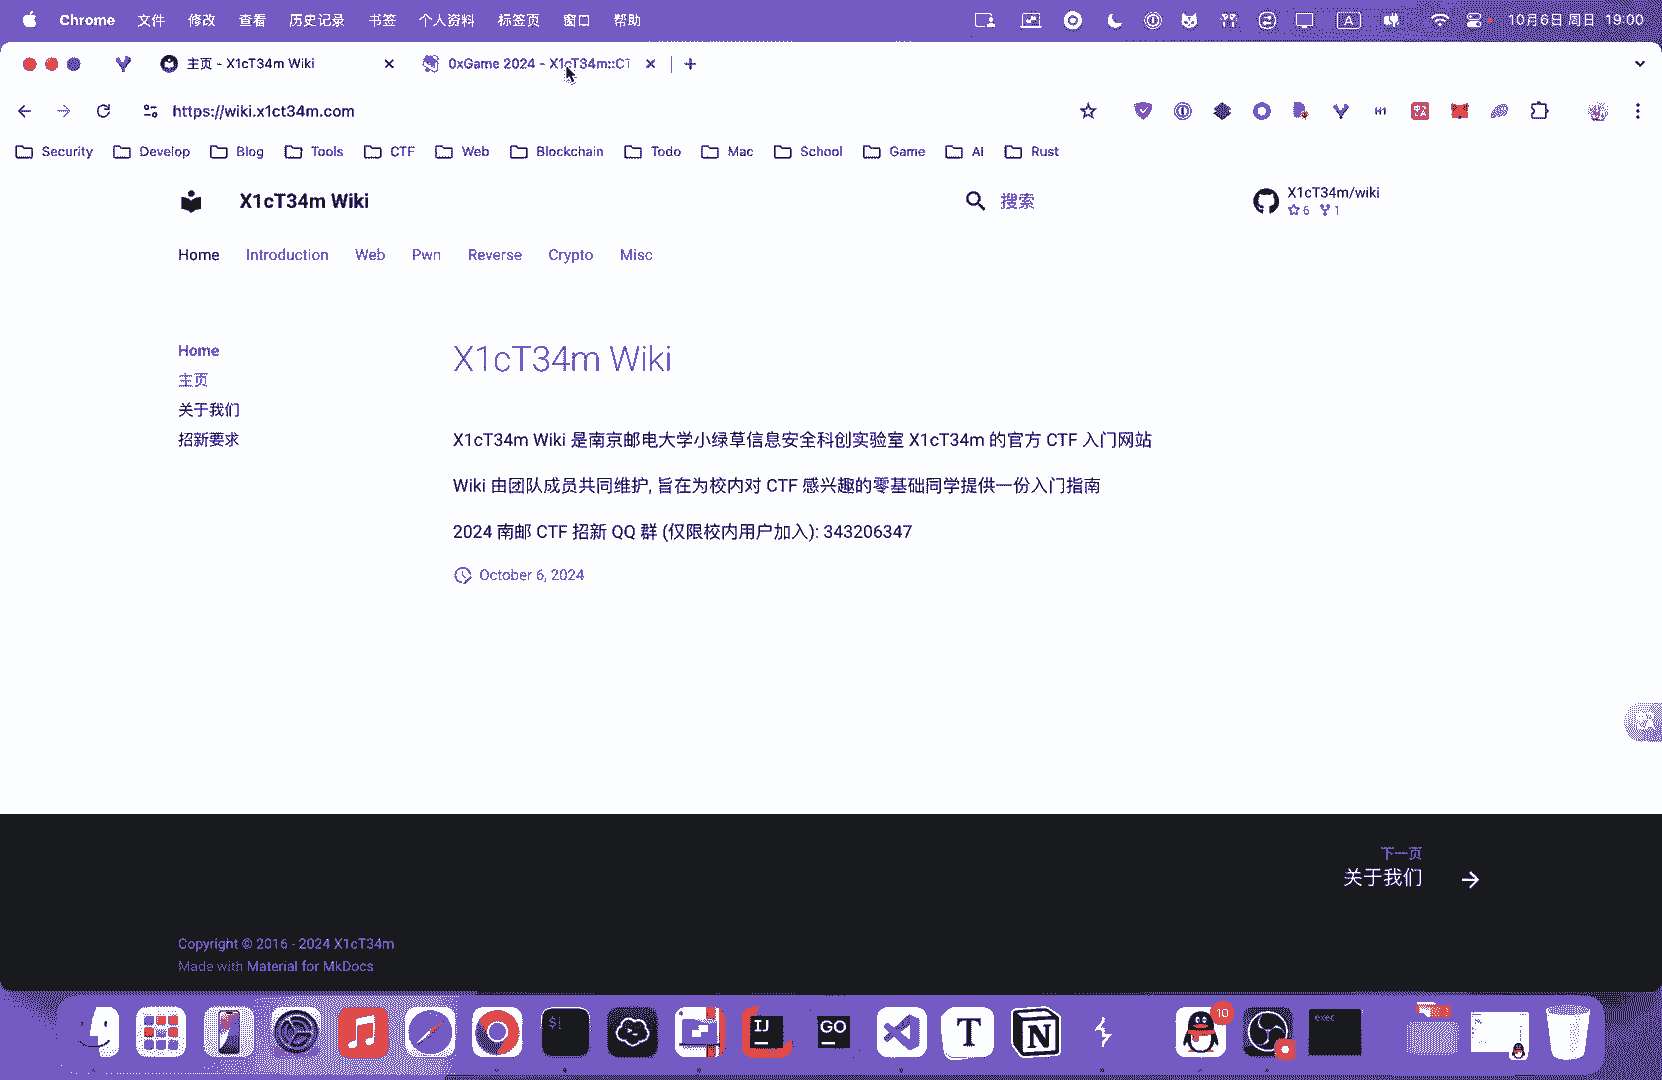 Chrome 文件 修改 查看 历史记录 书签 个人资料 标签页 窗口 帮助 A 10月6日 周日 19:00
主页 - X1cT34m Wiki 0xGame 2024 - X1cT34m::CT
https://wiki.x1ct34m.com
Security Develop Blog Tools CTF Web Blockchain Todo Mac School Game AI Rust
X1cT34m Wiki 搜索 X1cT34m/wiki
6 1
Home Introduction Web Pwn Reverse Crypto Misc
Home
主页
关于我们
招新要求
X1cT34m Wiki
X1cT34m Wiki 是南京邮电大学小绿草信息安全科创实验室 X1cT34m 的官方 CTF 入门网站
Wiki 由团队成员共同维护, 旨在为校内对 CTF 感兴趣的零基础同学提供一份入门指南
2024 南邮 CTF 招新 QQ 群 (仅限校内用户加入): 343206347
October 6, 2024
下一页
关于我们
Copyright © 2016 - 2024 X1cT34m
Made with Material for MkDocs
$ IJ GO T N 10 exec